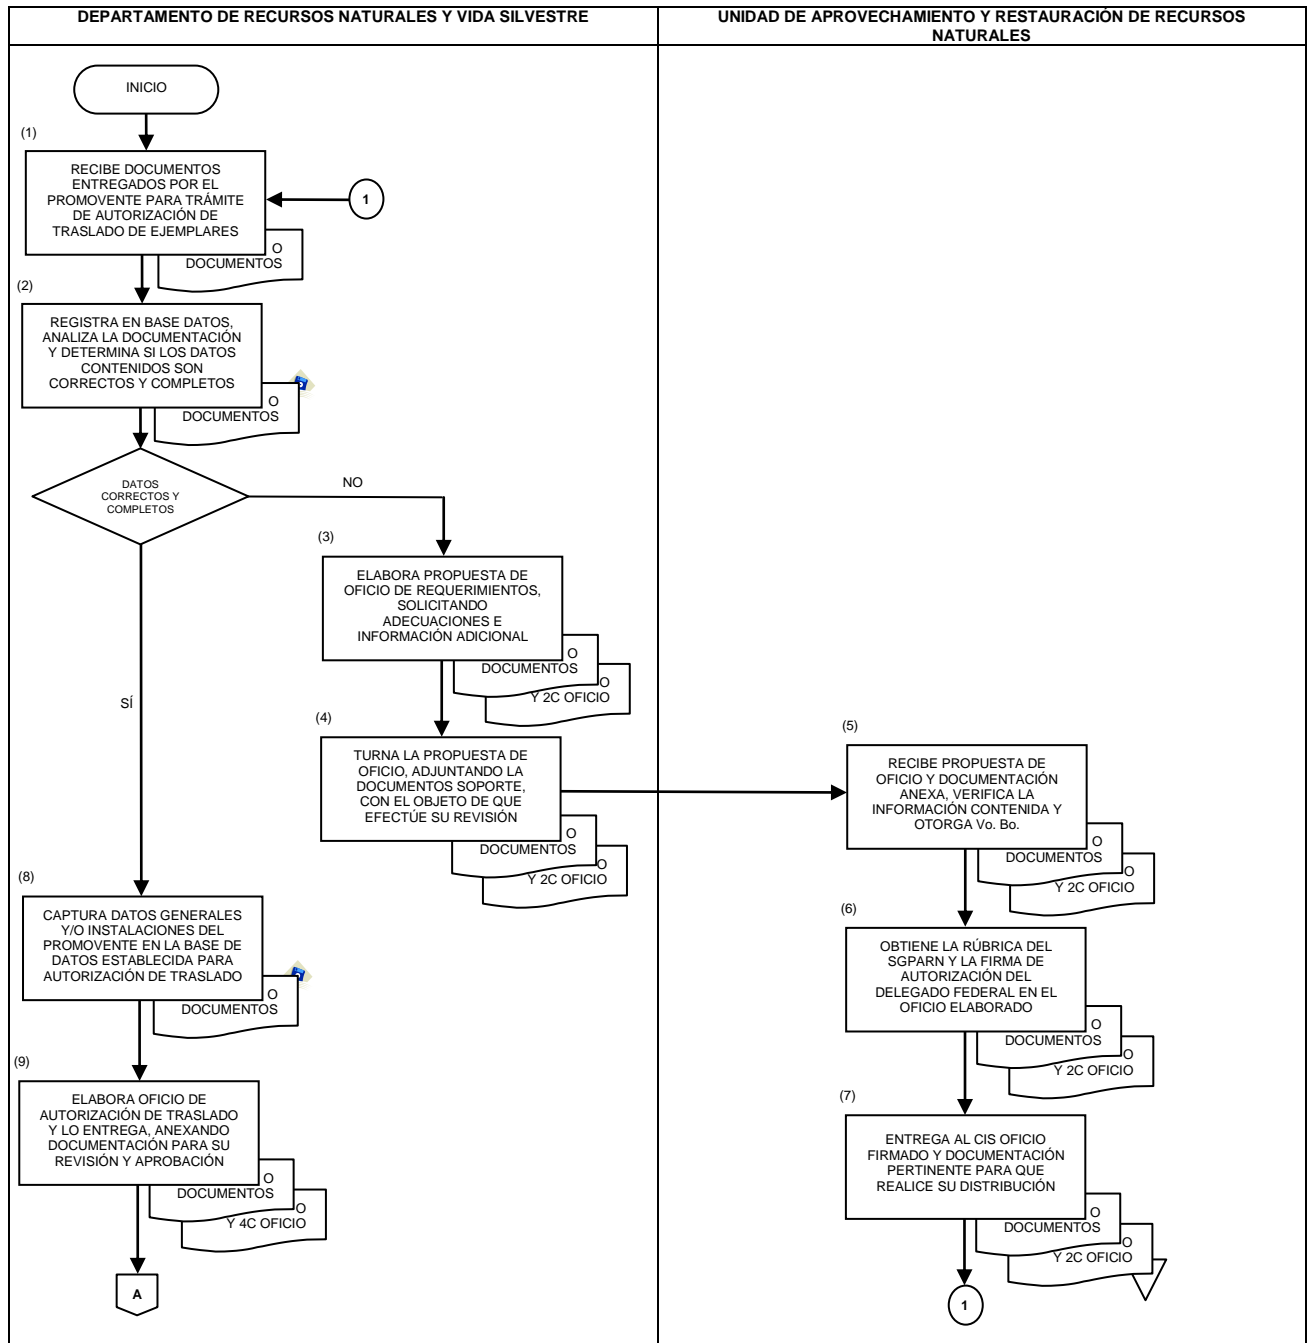 DEPARTAMENTO DE RECURSOS NATURALES Y VIDA SILVESTRE
UNIDAD DE APROVECHAMIENTO Y RESTAURACIÓN DE RECURSOS
NATURALES
INICIO
(1)
RECIBE DOCUMENTOS
ENTREGADOS POR EL
PROMOVENTE PARA TRÁMITE
DE AUTORIZACIÓN DE
TRASLADO DE EJEMPLARES
1
O
DOCUMENTOS
(2)
REGISTRA EN BASE DATOS,
ANALIZA LA DOCUMENTACIÓN
Y DETERMINA SI LOS DATOS
CONTENIDOS SON
CORRECTOS Y COMPLETOS
O
DOCUMENTOS
DATOS
CORRECTOS Y
COMPLETOS
NO
SÍ
(3)
ELABORA PROPUESTA DE
OFICIO DE REQUERIMIENTOS,
SOLICITANDO
ADECUACIONES E
INFORMACIÓN ADICIONAL
O
DOCUMENTOS
O
Y 2C OFICIO
(4)
TURNA LA PROPUESTA DE
OFICIO, ADJUNTANDO LA
DOCUMENTOS SOPORTE,
CON EL OBJETO DE QUE
EFECTÚE SU REVISIÓN
O
DOCUMENTOS
O
Y 2C OFICIO
(5)
RECIBE PROPUESTA DE
OFICIO Y DOCUMENTACIÓN
ANEXA, VERIFICA LA
INFORMACIÓN CONTENIDA Y
OTORGA Vo. Bo.
O
DOCUMENTOS
O
Y 2C OFICIO
(6)
OBTIENE LA RÚBRICA DEL
SGPARN Y LA FIRMA DE
AUTORIZACIÓN DEL
DELEGADO FEDERAL EN EL
OFICIO ELABORADO
O
DOCUMENTOS
O
Y 2C OFICIO
(7)
ENTREGA AL CIS OFICIO
FIRMADO Y DOCUMENTACIÓN
PERTINENTE PARA QUE
REALICE SU DISTRIBUCIÓN
O
DOCUMENTOS
O
Y 2C OFICIO
1
(8)
CAPTURA DATOS GENERALES
Y/O INSTALACIONES DEL
PROMOVENTE EN LA BASE DE
DATOS ESTABLECIDA PARA
AUTORIZACIÓN DE TRASLADO
O
DOCUMENTOS
(9)
ELABORA OFICIO DE
AUTORIZACIÓN DE TRASLADO
Y LO ENTREGA, ANEXANDO
DOCUMENTACIÓN PARA SU
REVISIÓN Y APROBACIÓN
O
DOCUMENTOS
O
Y 4C OFICIO
A